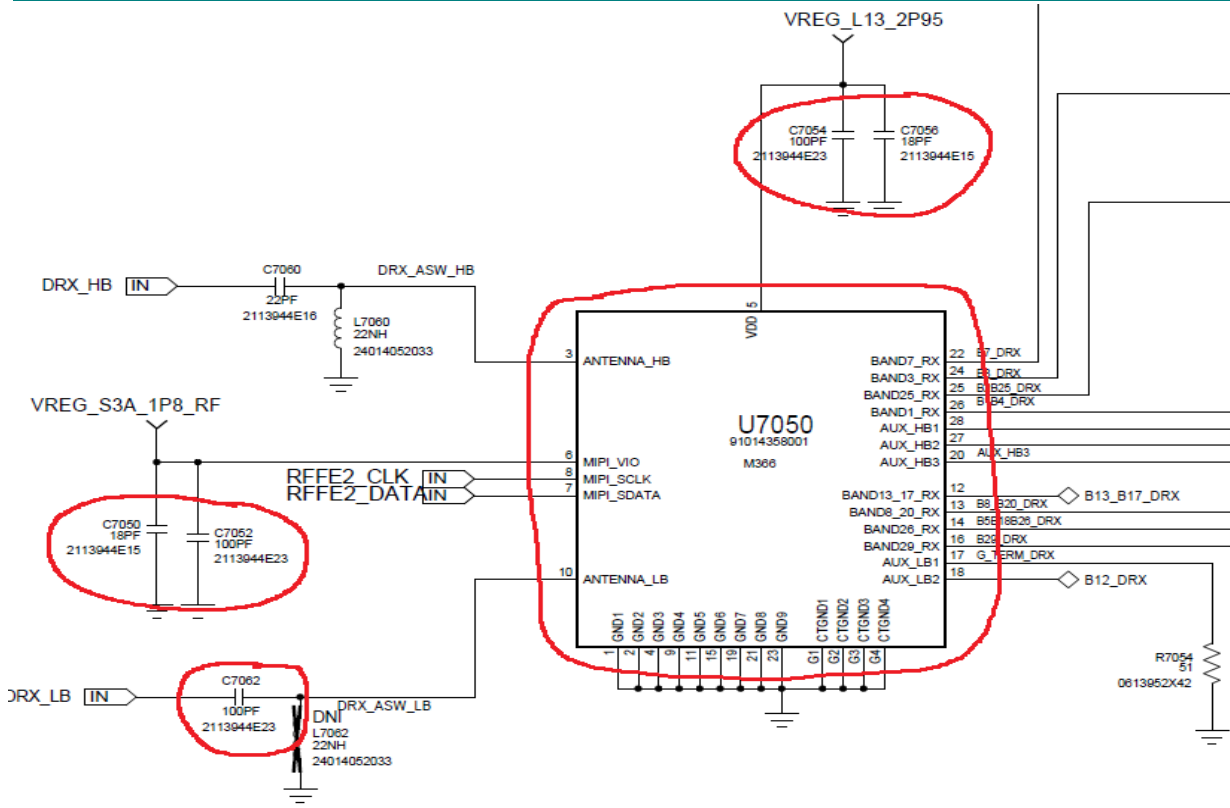 VREG_L13_2P95
C7054
100PF
2113944E23
C7056
18PF
2113944E15
DRX_HB
IN
C7060
22PF
2113944E16
DRX_ASW_HB
L7060
22NH
24014052033
VREG_S3A_1P8_RF
C7050
18PF
2113944E15
C7052
100PF
2113944E23
RFFE2_CLK
IN
RFFE2_DATA
IN
DRX_LB
IN
C7062
100PF
2113944E23
DRX_ASW_LB
DNI
L7062
22NH
24014052033
VDD 5
3 ANTENNA_HB
6 MIPI_VIO
8 MIPI_SCLK
7 MIPI_SDATA
10 ANTENNA_LB
U7050
91014358001
M366
BAND7_RX 22 B7_DRX
BAND3_RX 24 B3_DRX
BAND25_RX 25
BAND1_RX 26
AUX_HB1 28
AUX_HB2 27
AUX_HB3 20 AUX_HB3
BAND13_17_RX 12 B13_B17_DRX
BAND8_20_RX 13 B8_B20_DRX
BAND26_RX 14 B5B18B26_DRX
BAND29_RX 16 B29_DRX
AUX_LB1 17 G_TERM_DRX
AUX_LB2 18 B12_DRX
1 GND1
2 GND2
4 GND3
9 GND4
11 GND5
15 GND6
19 GND7
21 GND8
23 GND9
G1 CTGND1
G2 CTGND2
G3 CTGND3
G4 CTGND4
R7054
51
0613952X42